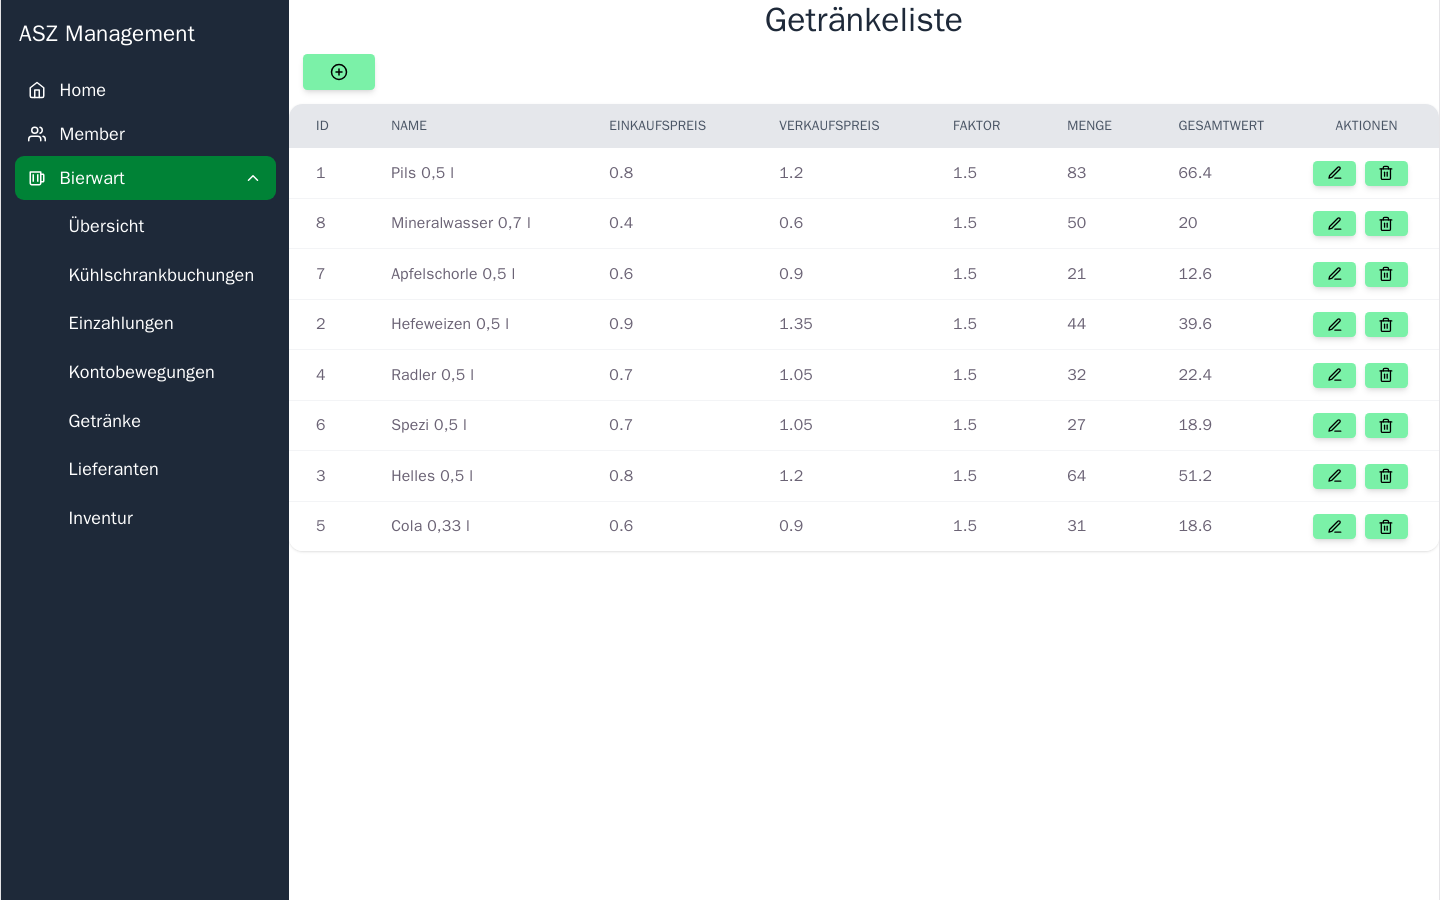 ASZ Management
Home
Member
Bierwart
Übersicht
Kühlschrankbuchungen
Einzahlungen
Kontobewegungen
Getränke
Lieferanten
Inventur
Getränkeliste
ID NAME EINKAUFSPREIS VERKAUFSPREIS FAKTOR MENGE GESAMTWERT AKTIONEN
1 Pils 0,5 l 0.8 1.2 1.5 83 66.4
8 Mineralwasser 0,7 l 0.4 0.6 1.5 50 20
7 Apfelschorle 0,5 l 0.6 0.9 1.5 21 12.6
2 Hefeweizen 0,5 l 0.9 1.35 1.5 44 39.6
4 Radler 0,5 l 0.7 1.05 1.5 32 22.4
6 Spezi 0,5 l 0.7 1.05 1.5 27 18.9
3 Helles 0,5 l 0.8 1.2 1.5 64 51.2
5 Cola 0,33 l 0.6 0.9 1.5 31 18.6